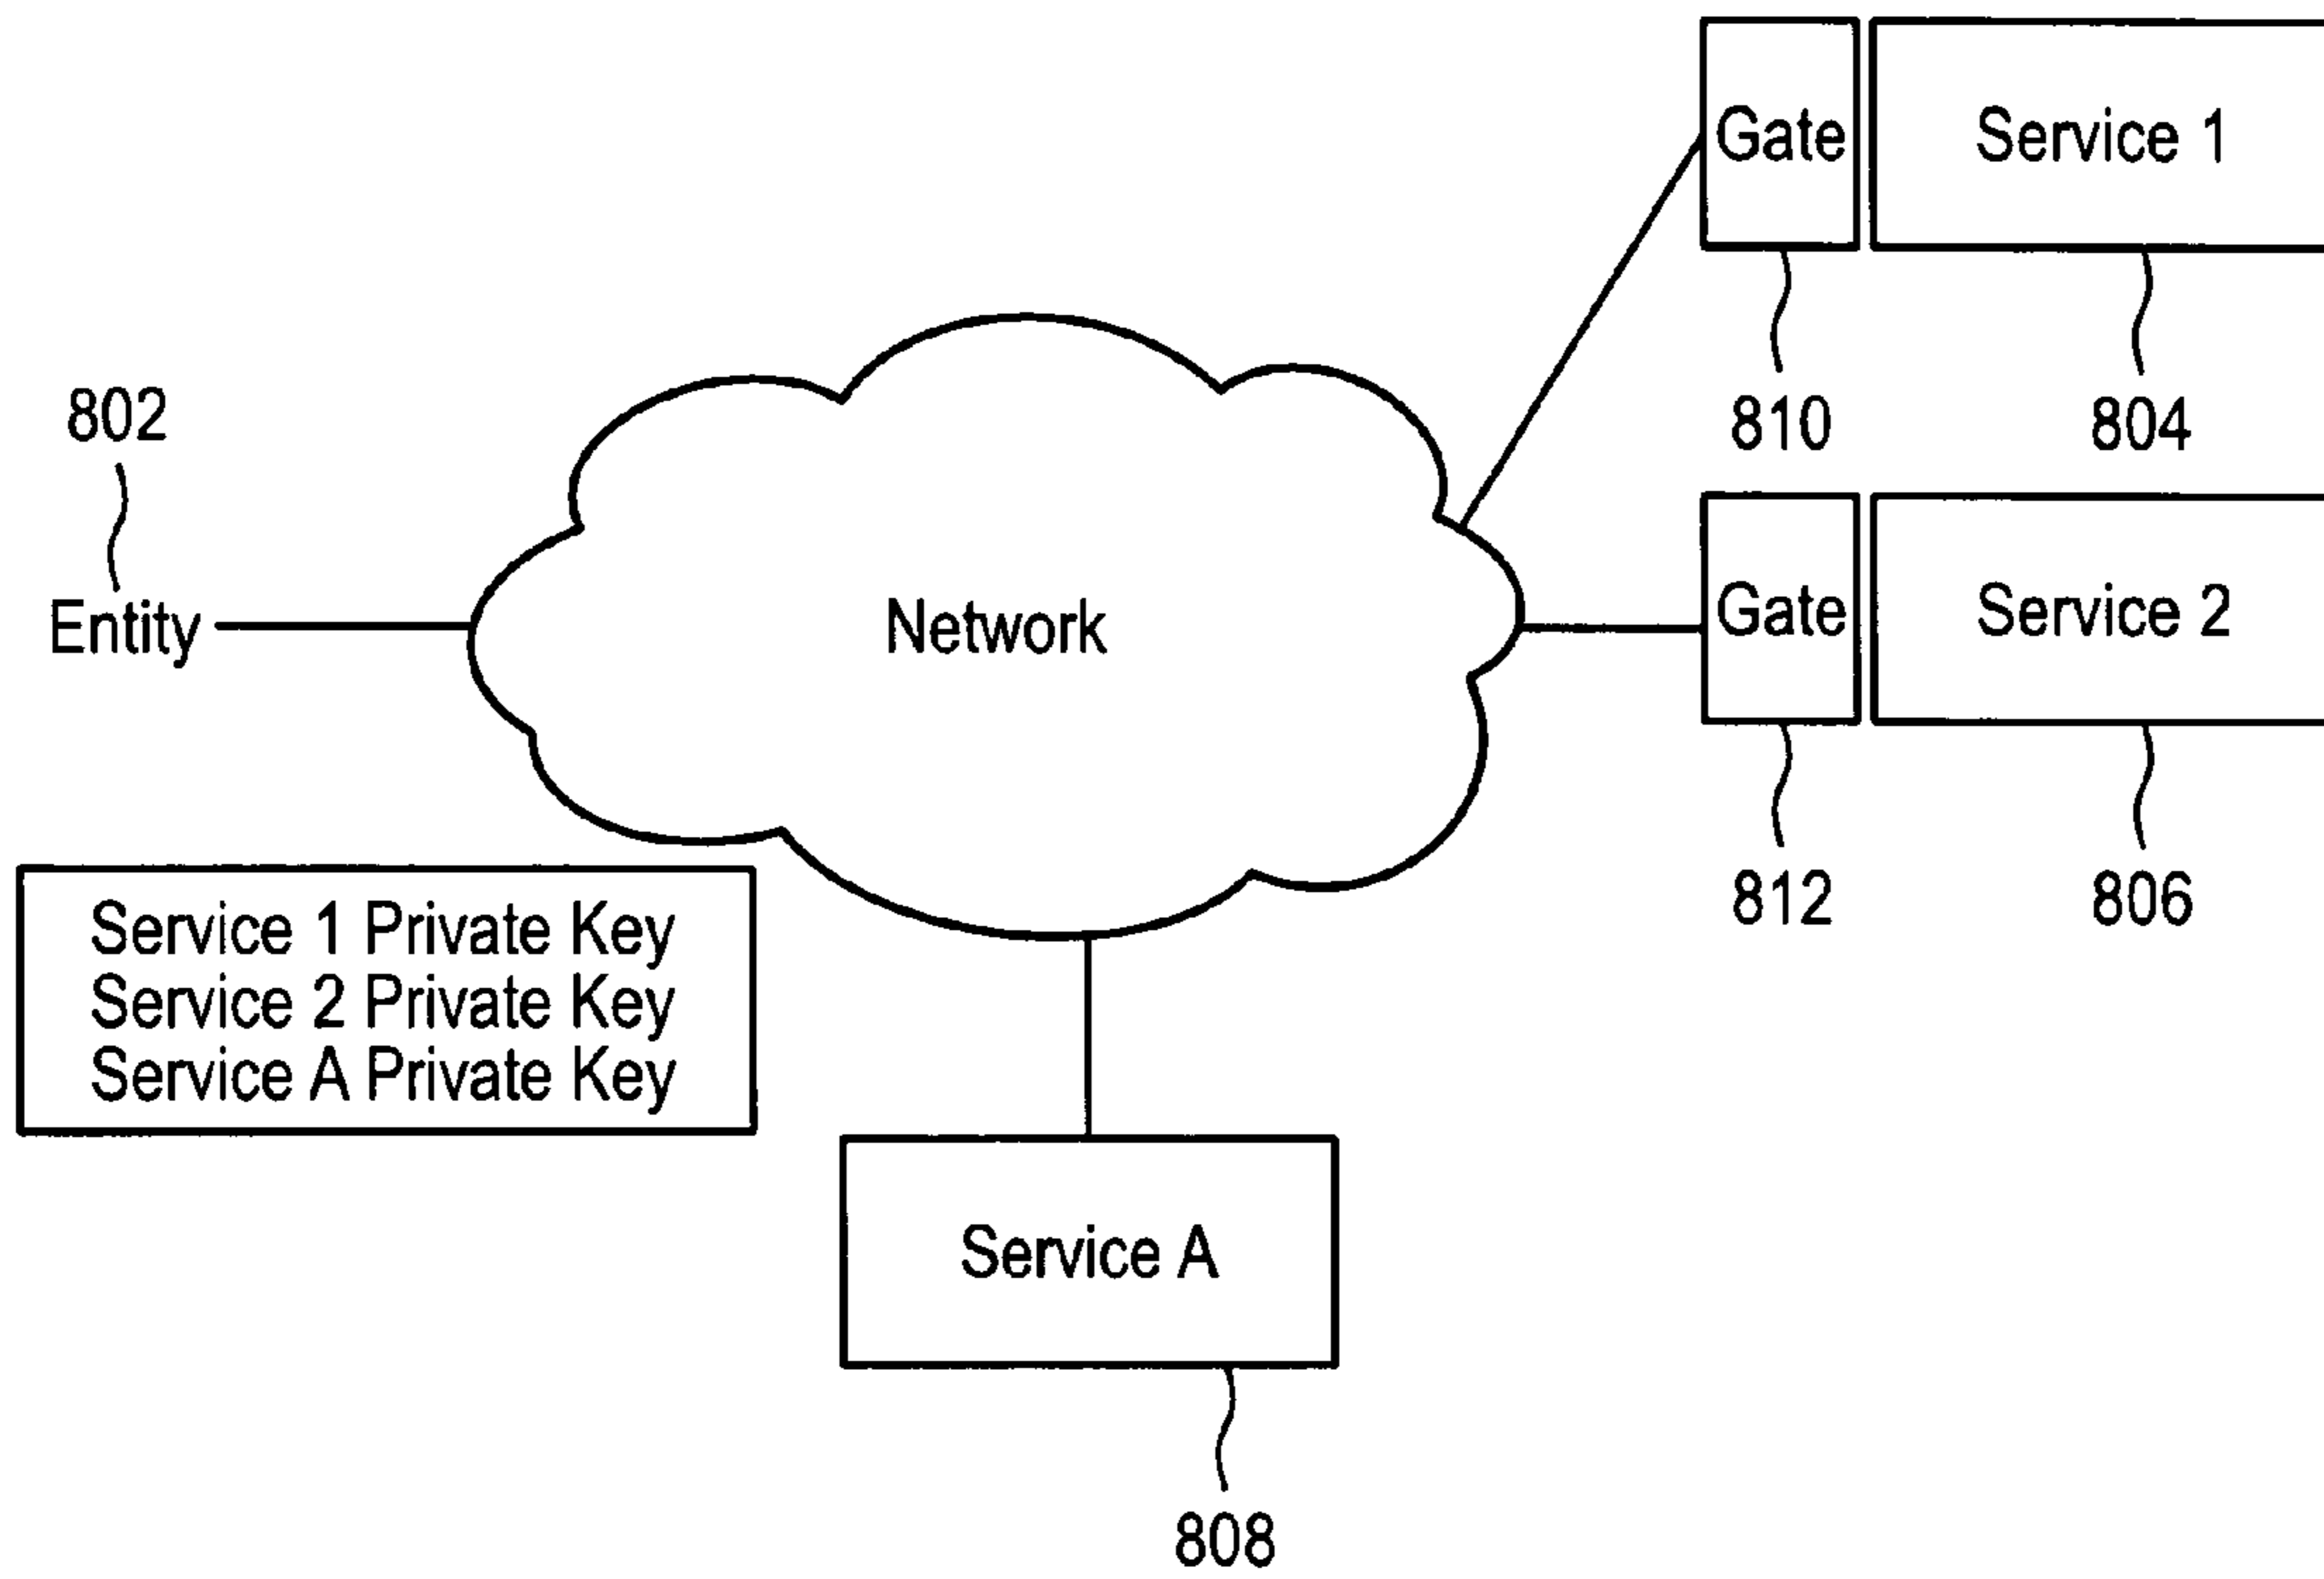 Gate
Service 1
810
804
802
Entity
Network
Gate
Service 2
812
806
Service 1 Private Key
Service 2 Private Key
Service A Private Key
Service A
808